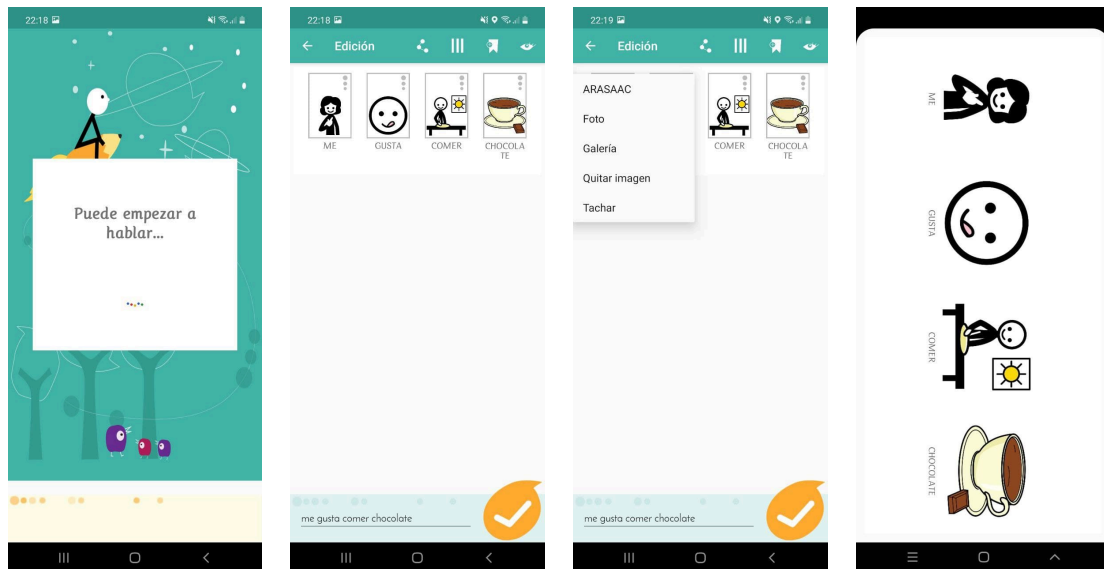 22:18
Puede empezar a
hablar...
22:18
Edición
ME
GUSTA
COMER
CHOCOLA
TE
me gusta comer chocolate
22:19
Edición
ARASAAC
Foto
Galería
Quitar imagen
Tachar
COMER
CHOCOLA
TE
me gusta comer chocolate
ME
GUSTA
COMER
CHOCOLATE